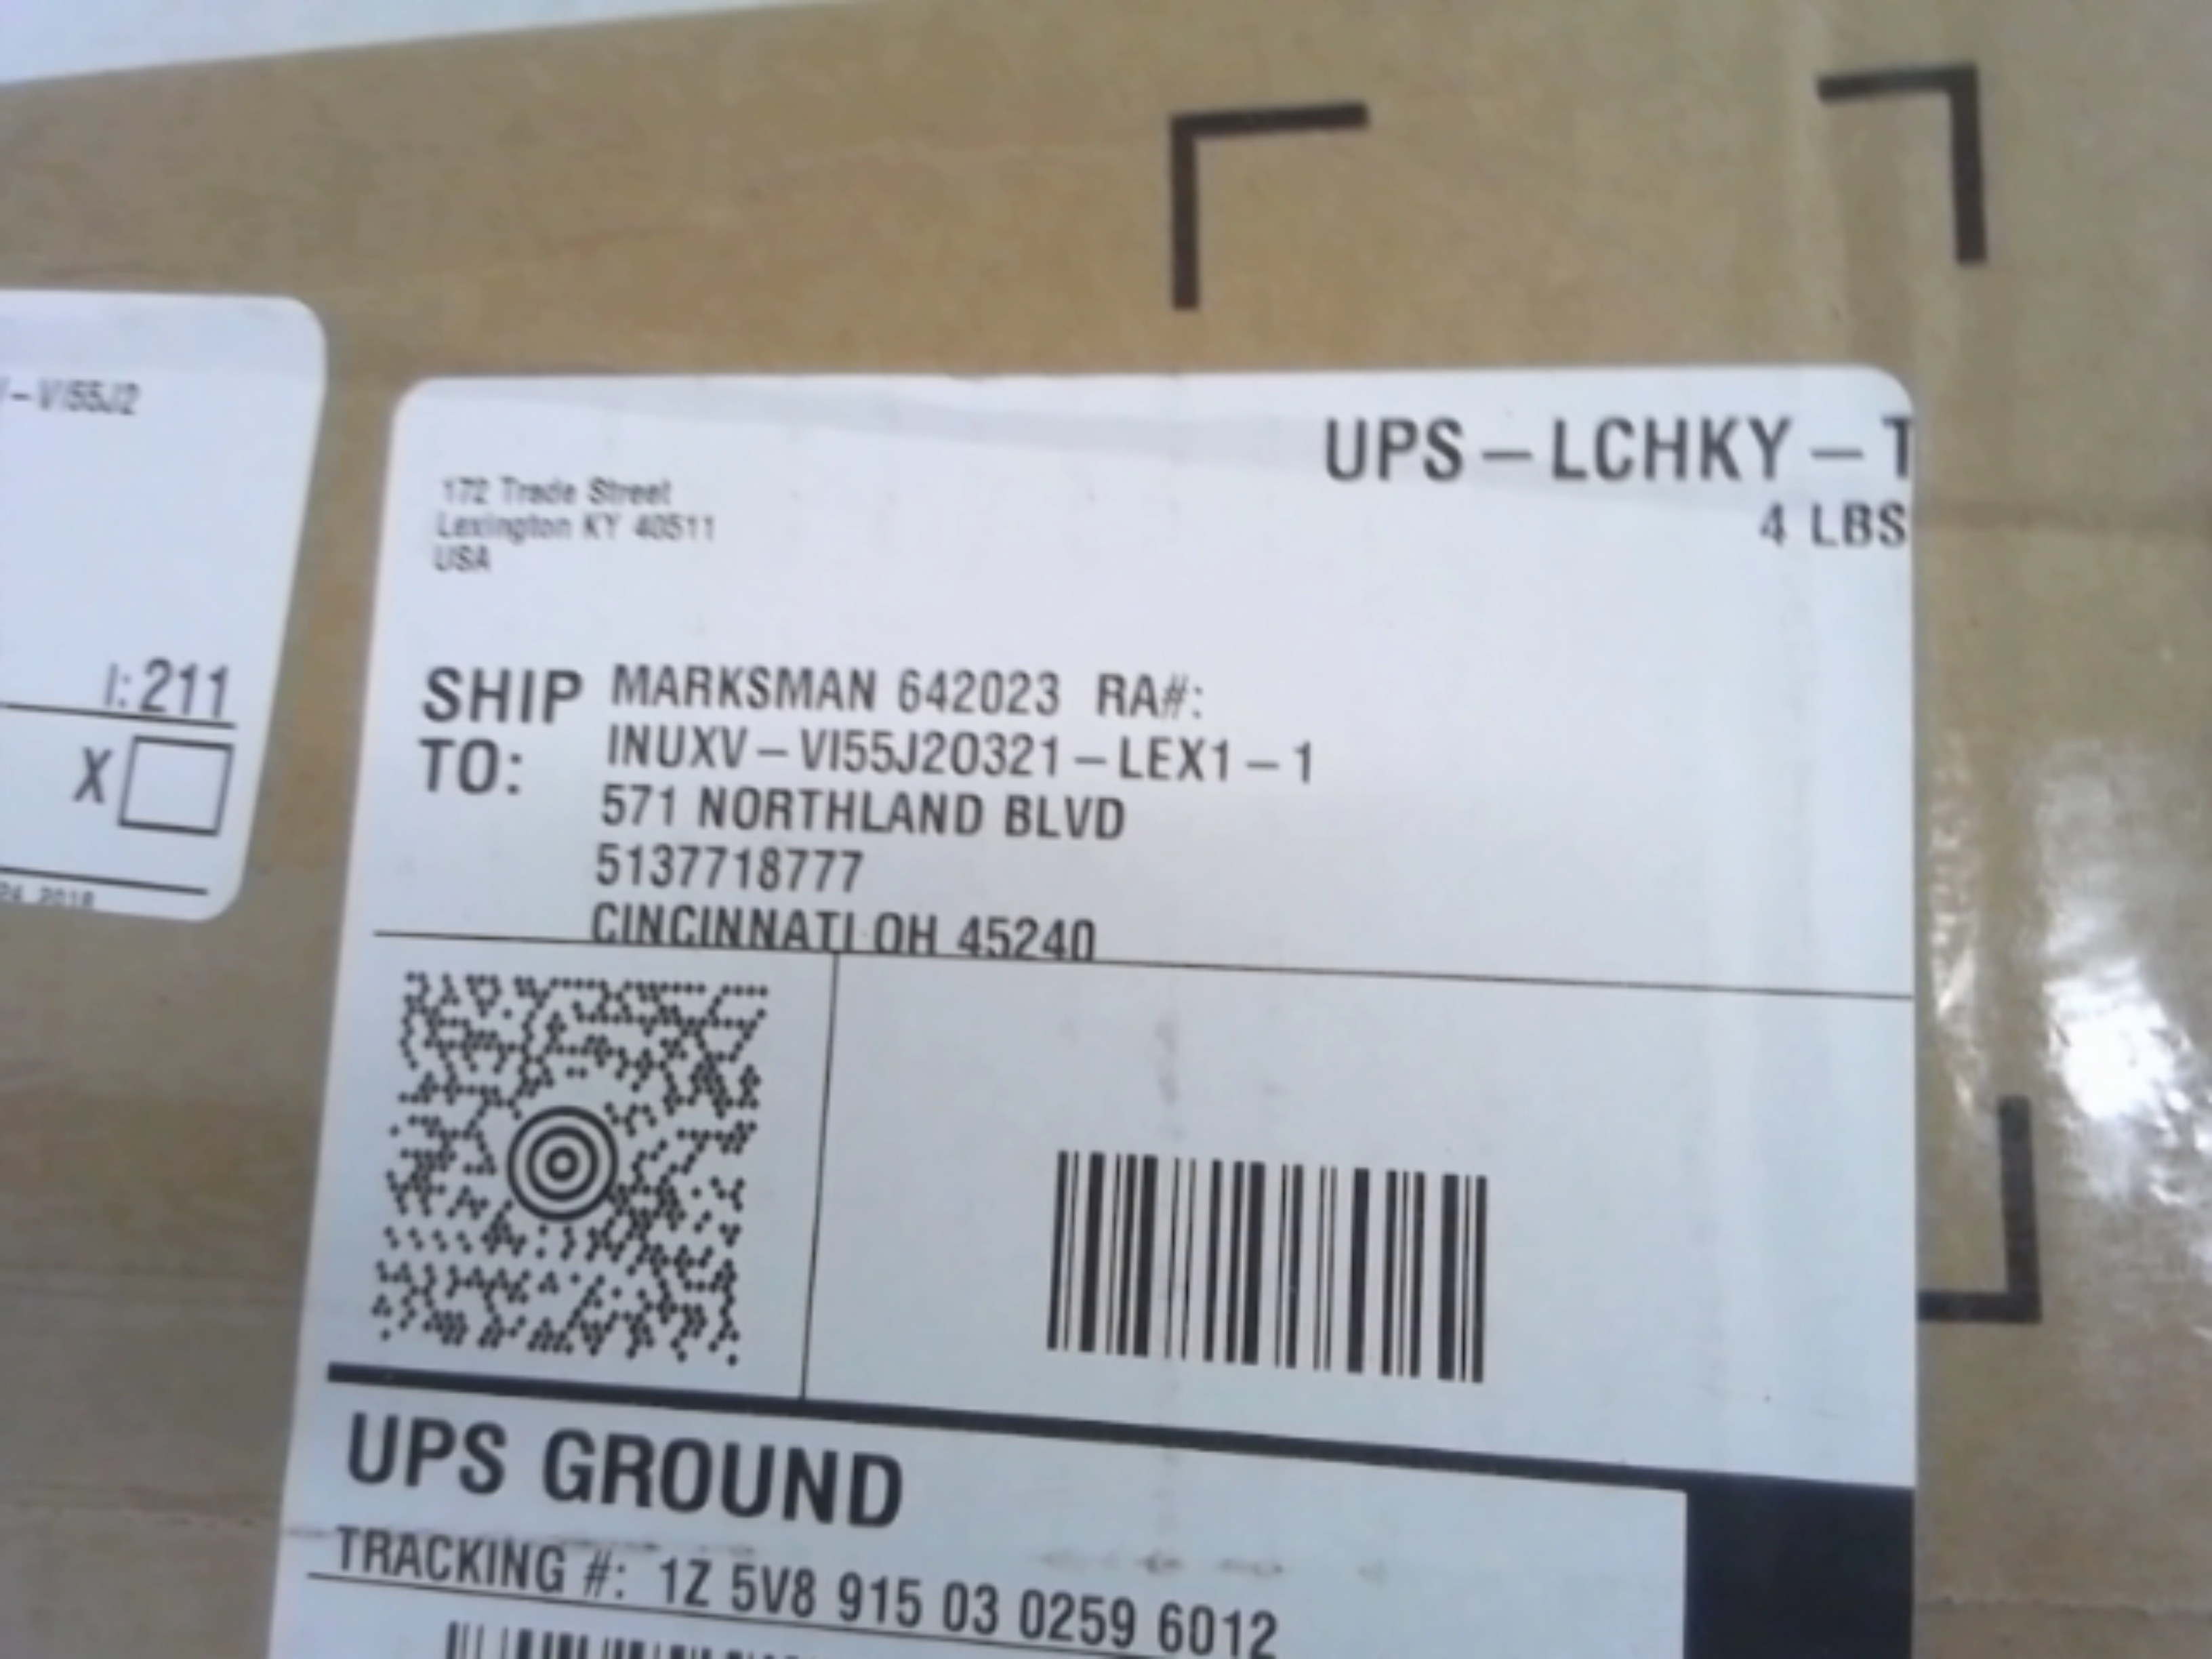 VI55J2
I: 211
X
24 2018
UPS – LCHKY – T
4 LBS
172 Trade Street
Lexington KY 40511
USA
SHIP TO:
MARKSMAN 642023 RA#:
INUXV – VI55J20321 – LEX1 – 1
571 NORTHLAND BLVD
5137718777
CINCINNATI OH 45240
UPS GROUND
TRACKING #: 1Z 5V8 915 03 0259 6012